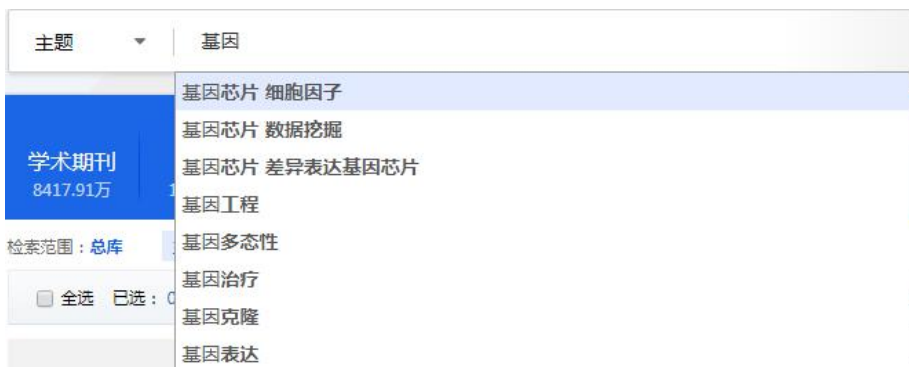 主题 基因
基因芯片 细胞因子
基因芯片 数据挖掘
基因芯片 差异表达基因芯片
学术期刊
8417.91万
基因工程
检索范围：总库
基因多态性
基因治疗
全选 已选：0
基因克隆
基因表达